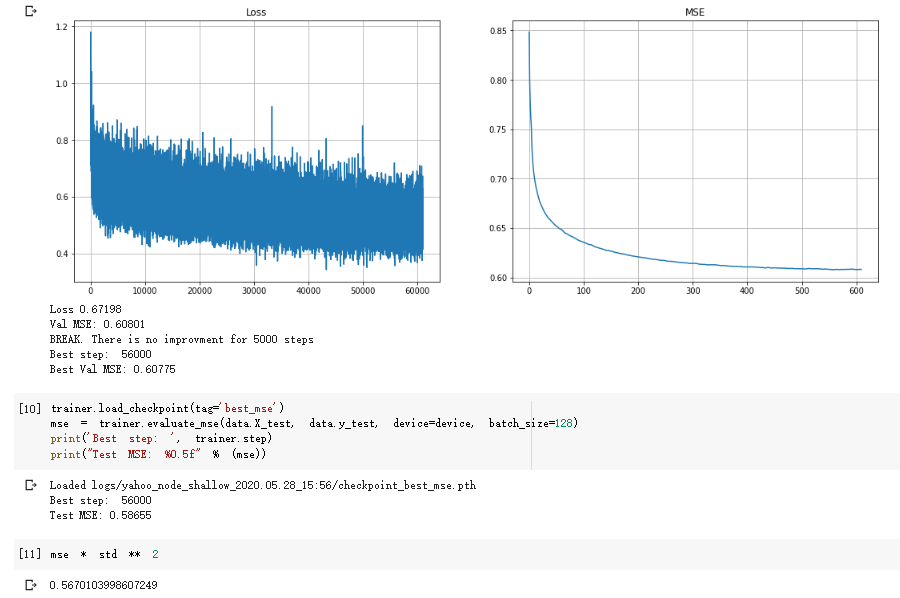 Loss
MSE
1.2
1.0
0.8
0.6
0.4
0 10000 20000 30000 40000 50000 60000
0.85
0.80
0.75
0.70
0.65
0.60
0 100 200 300 400 500 600
Loss 0.67198
Val MSE: 0.60801
BREAK. There is no improvment for 5000 steps
Best step: 56000
Best Val MSE: 0.60775
[10] trainer.load_checkpoint(tag='best_mse')
mse = trainer.evaluate_mse(data.X_test, data.y_test, device=device, batch_size=128)
print('Best step: ', trainer.step)
print("Test MSE: %0.5f" % (mse))
Loaded logs/yahoo_node_shallow_2020.05.28_15:56/checkpoint_best_mse.pth
Best step: 56000
Test MSE: 0.58655
[11] mse * std ** 2
0.5670103998607249